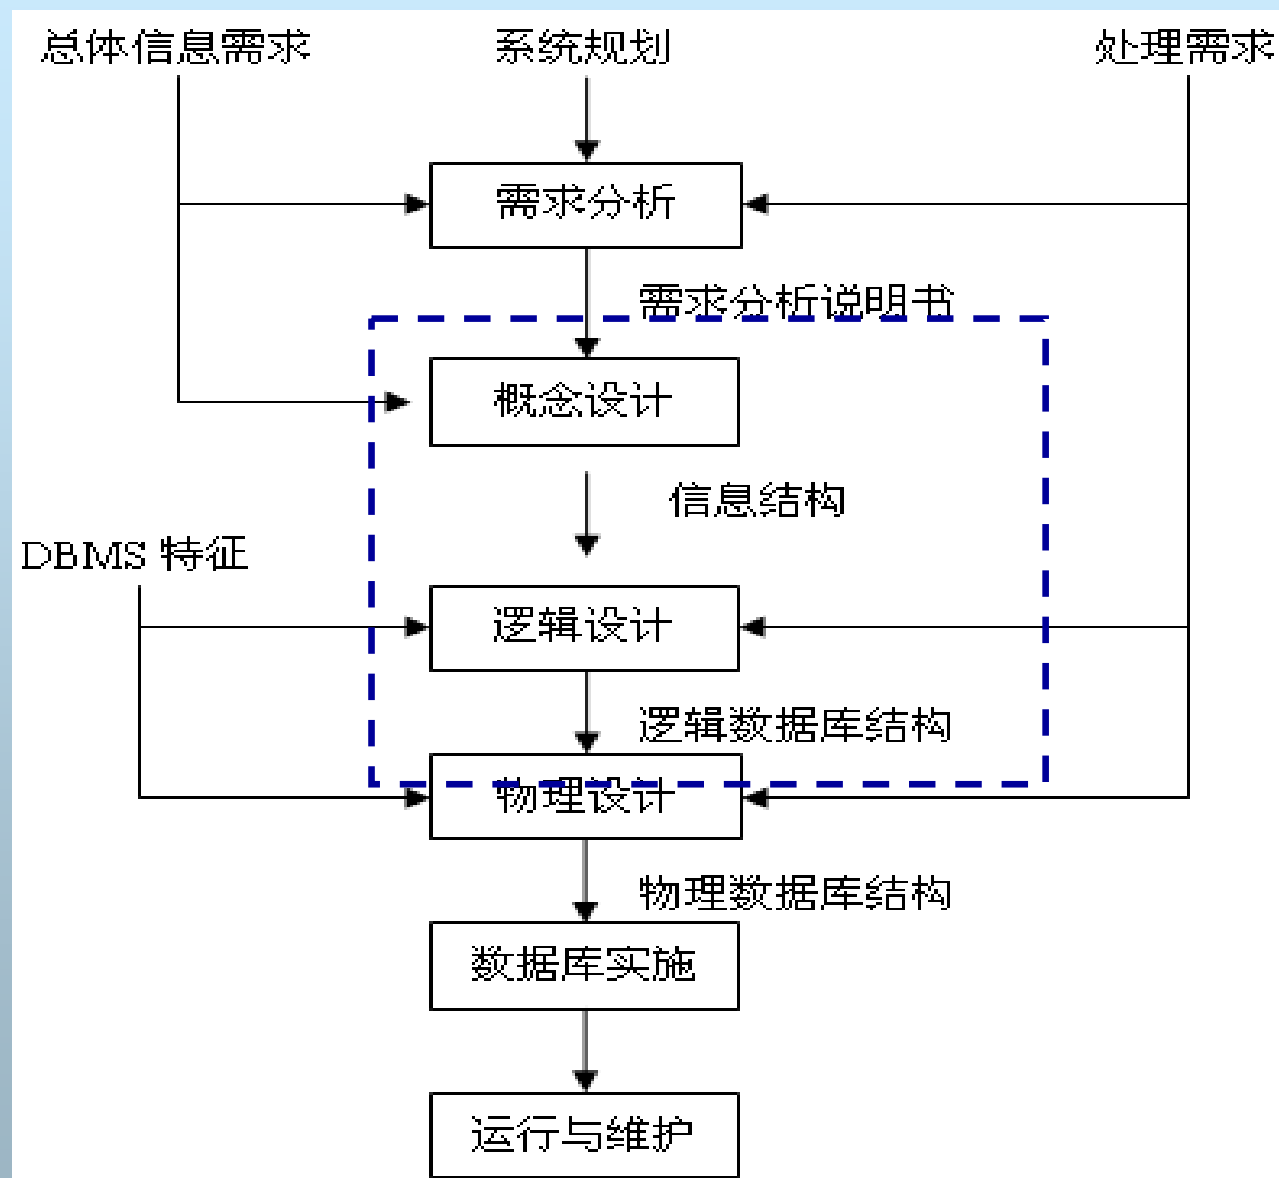 总体信息需求
系统规划
处理需求
需求分析
需求分析说明书
概念设计
信息结构
DBMS 特征
逻辑设计
逻辑数据库结构
物理设计
物理数据库结构
数据库实施
运行与维护